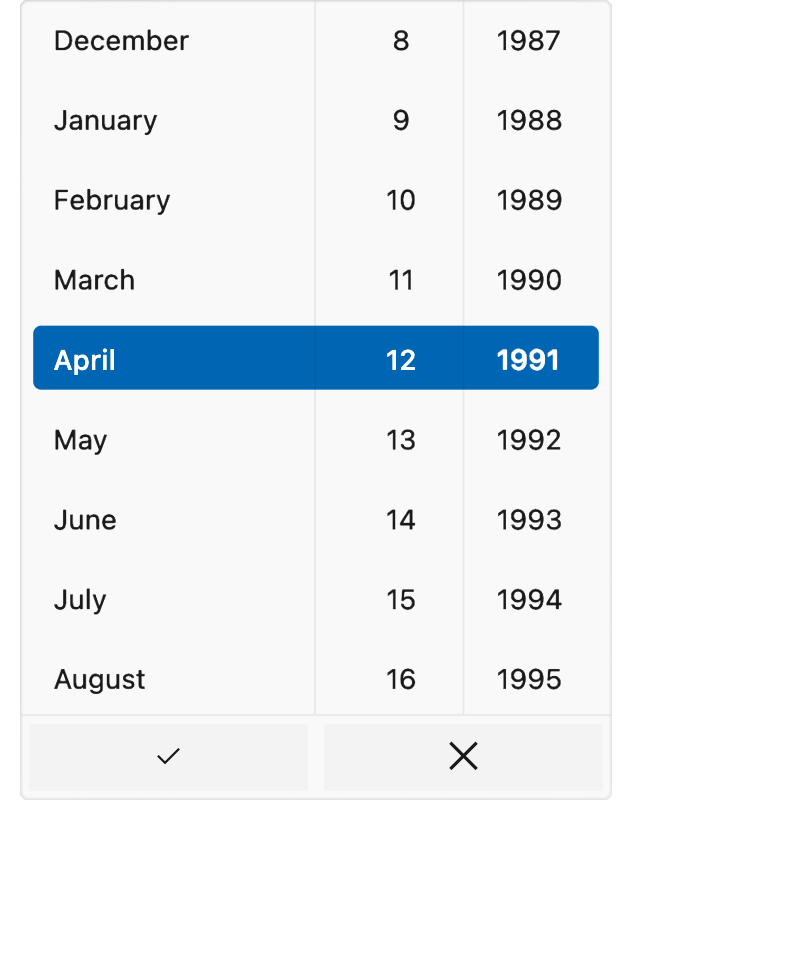 December 8 1987
January 9 1988
February 10 1989
March 11 1990
April 12 1991
May 13 1992
June 14 1993
July 15 1994
August 16 1995